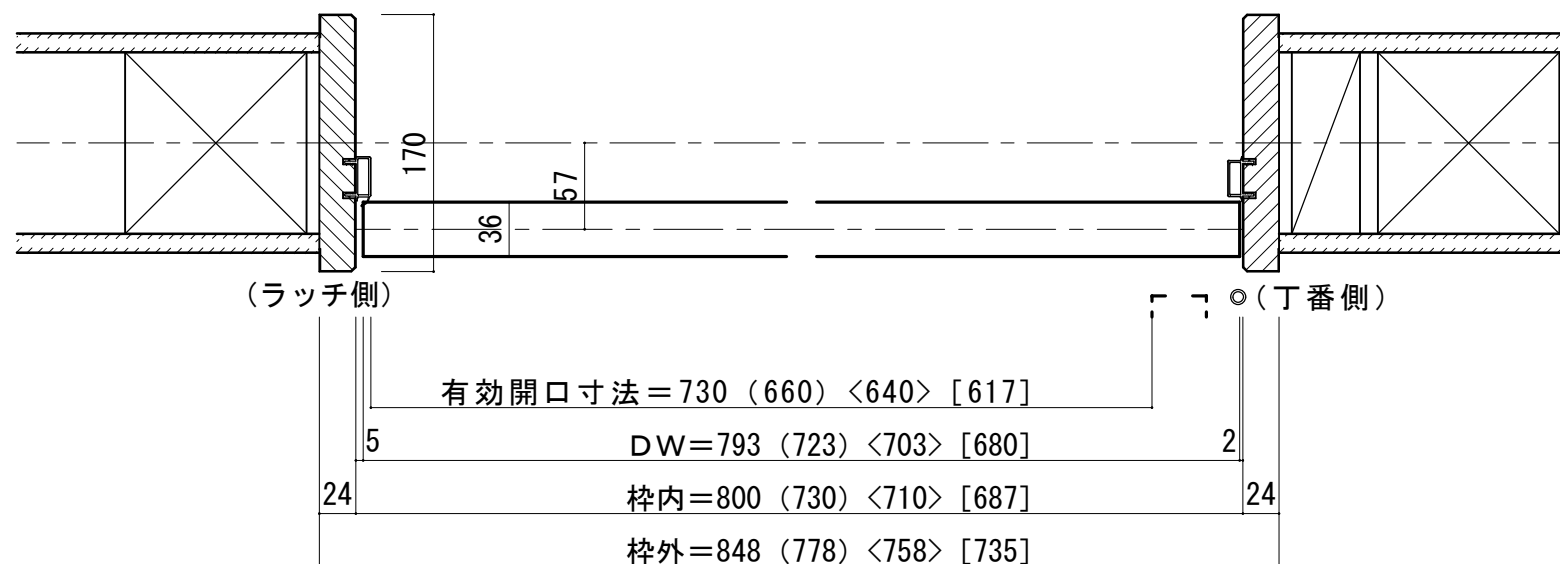 170
57
36
(ラッチ側)
(丁番側)
有効開口寸法=730 (660) <640> [617]
5 DW=793 (723) <703> [680] 2
24 枠内=800 (730) <710> [687] 24
枠外=848 (778) <758> [735]